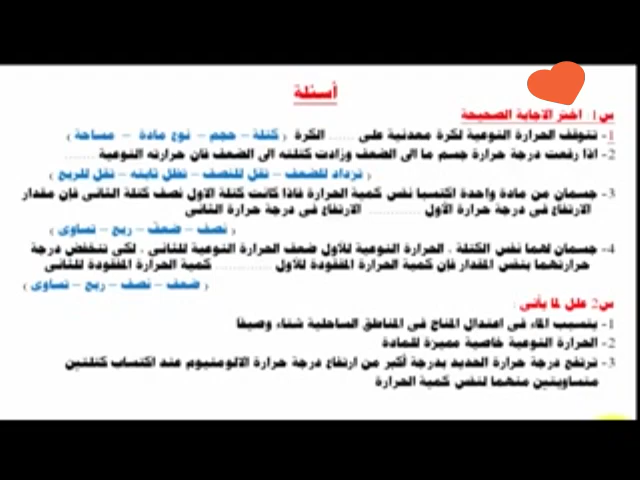 أسئلة
س1 اختر الاجابة الصحيحة
1- تتوقف الحرارة النوعية لكرة معدنية على ...... الكرة ( كتلة – حجم – نوع مادة – مساحة )
2- اذا رفعت درجة حرارة جسم ما الى الضعف وزادت كتلته الى الضعف فان حرارته النوعية ......
( تزداد للضعف – تقل للنصف – تظل ثابته – تقل للربع )
3- جسمان من مادة واحدة اكتسبا نفس كمية الحرارة فاذا كانت كتلة الاول نصف كتلة الثانى فإن مقدار
الارتفاع فى درجة حرارة الأول ............ الارتفاع فى درجة حرارة الثانى
( نصف – ضعف – ربع – تساوى )
4- جسمان لهما نفس الكتلة . الحرارة النوعية للأول ضعف الحرارة النوعية للثانى . لكى تنخفض درجة
حرارتهما بنفس المقدار فإن كمية الحرارة المفقودة للأول ............ كمية الحرارة المفقودة للثانى
( ضعف – نصف – ربع – تساوى )
س2 علل لما يأتى :
1- يتسبب الماء فى اعتدال المناخ فى المناطق الساحلية شتاء وصيفا
2- الحرارة النوعية خاصية مميزة للمادة
3- ترتفع درجة حرارة الحديد بدرجة أكبر من ارتفاع درجة حرارة الالومنيوم عند اكتساب كتلتين
متساويتين منهما لنفس كمية الحرارة